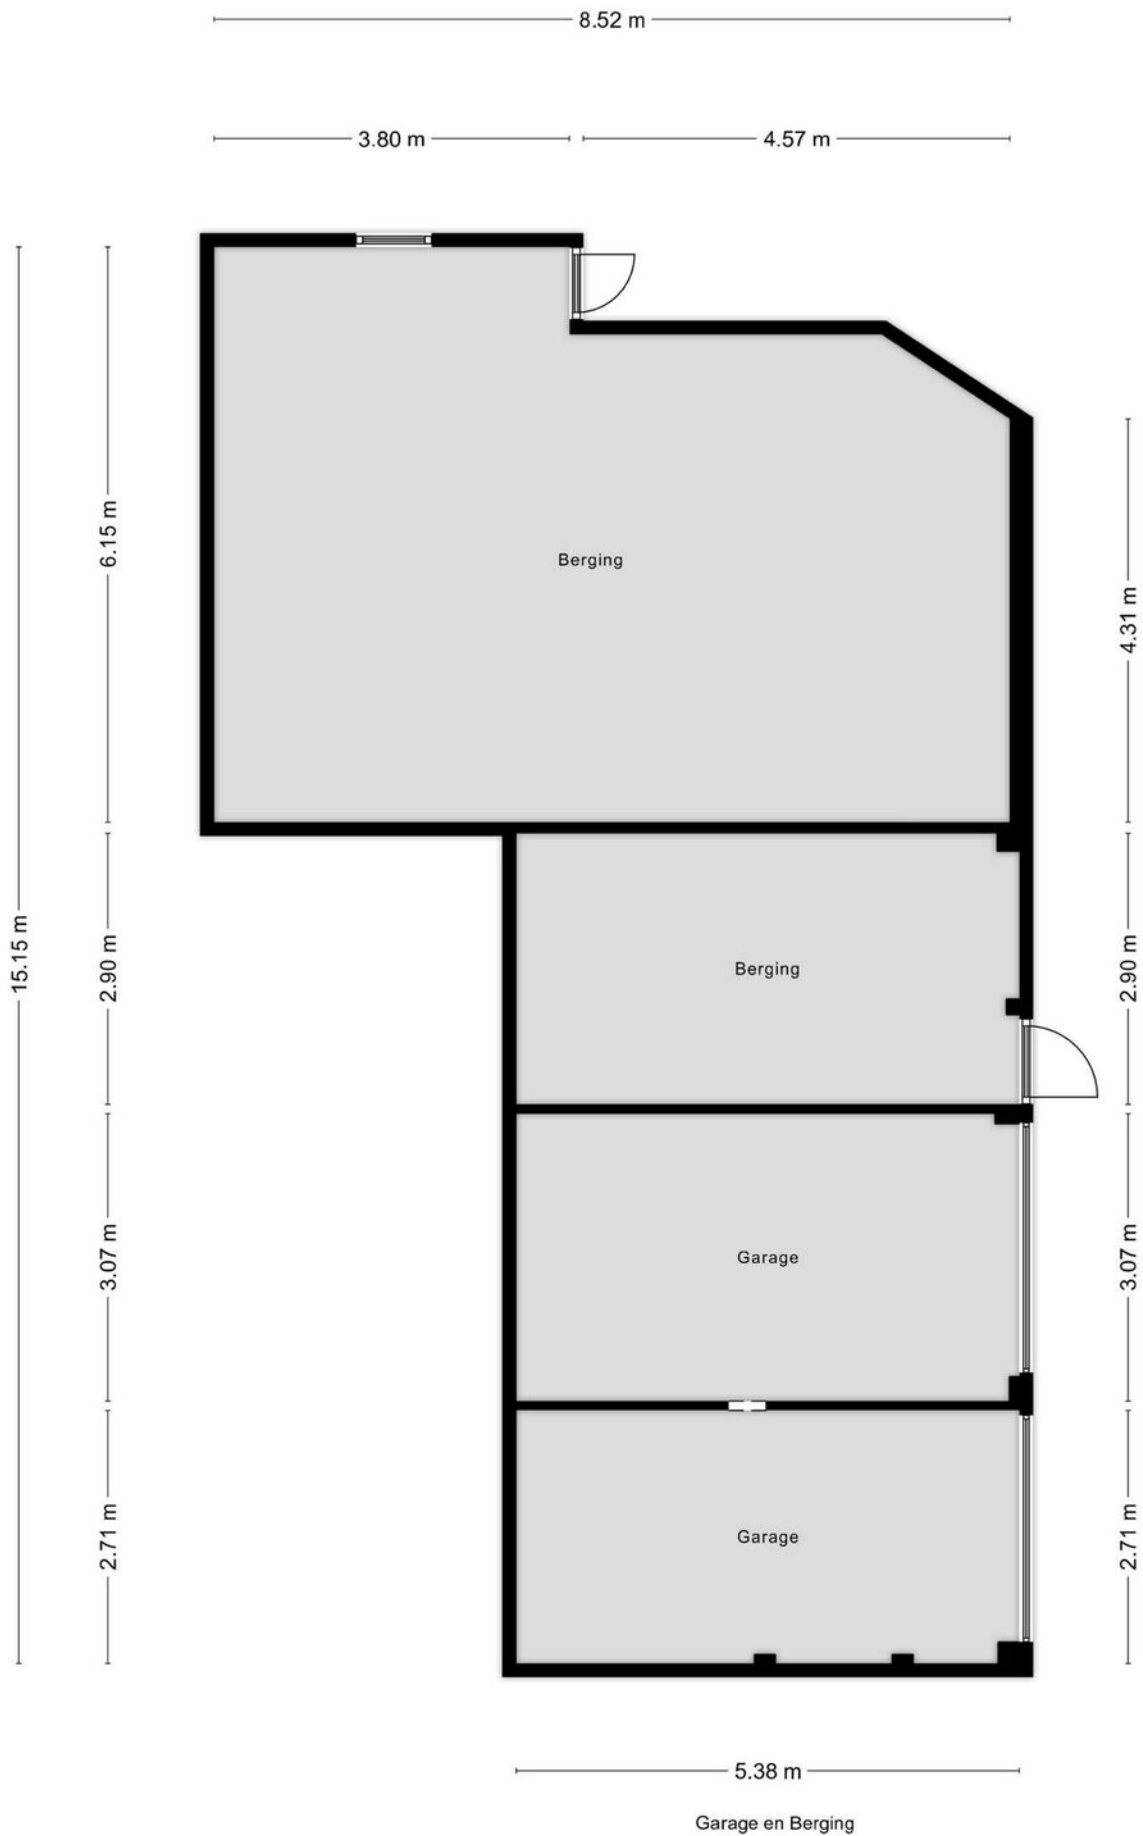 8.52 m
3.80 m
4.57 m
6.15 m
Berging
4.31 m
15.15 m
2.90 m
Berging
2.90 m
3.07 m
Garage
3.07 m
2.71 m
Garage
2.71 m
5.38 m
Garage en Berging